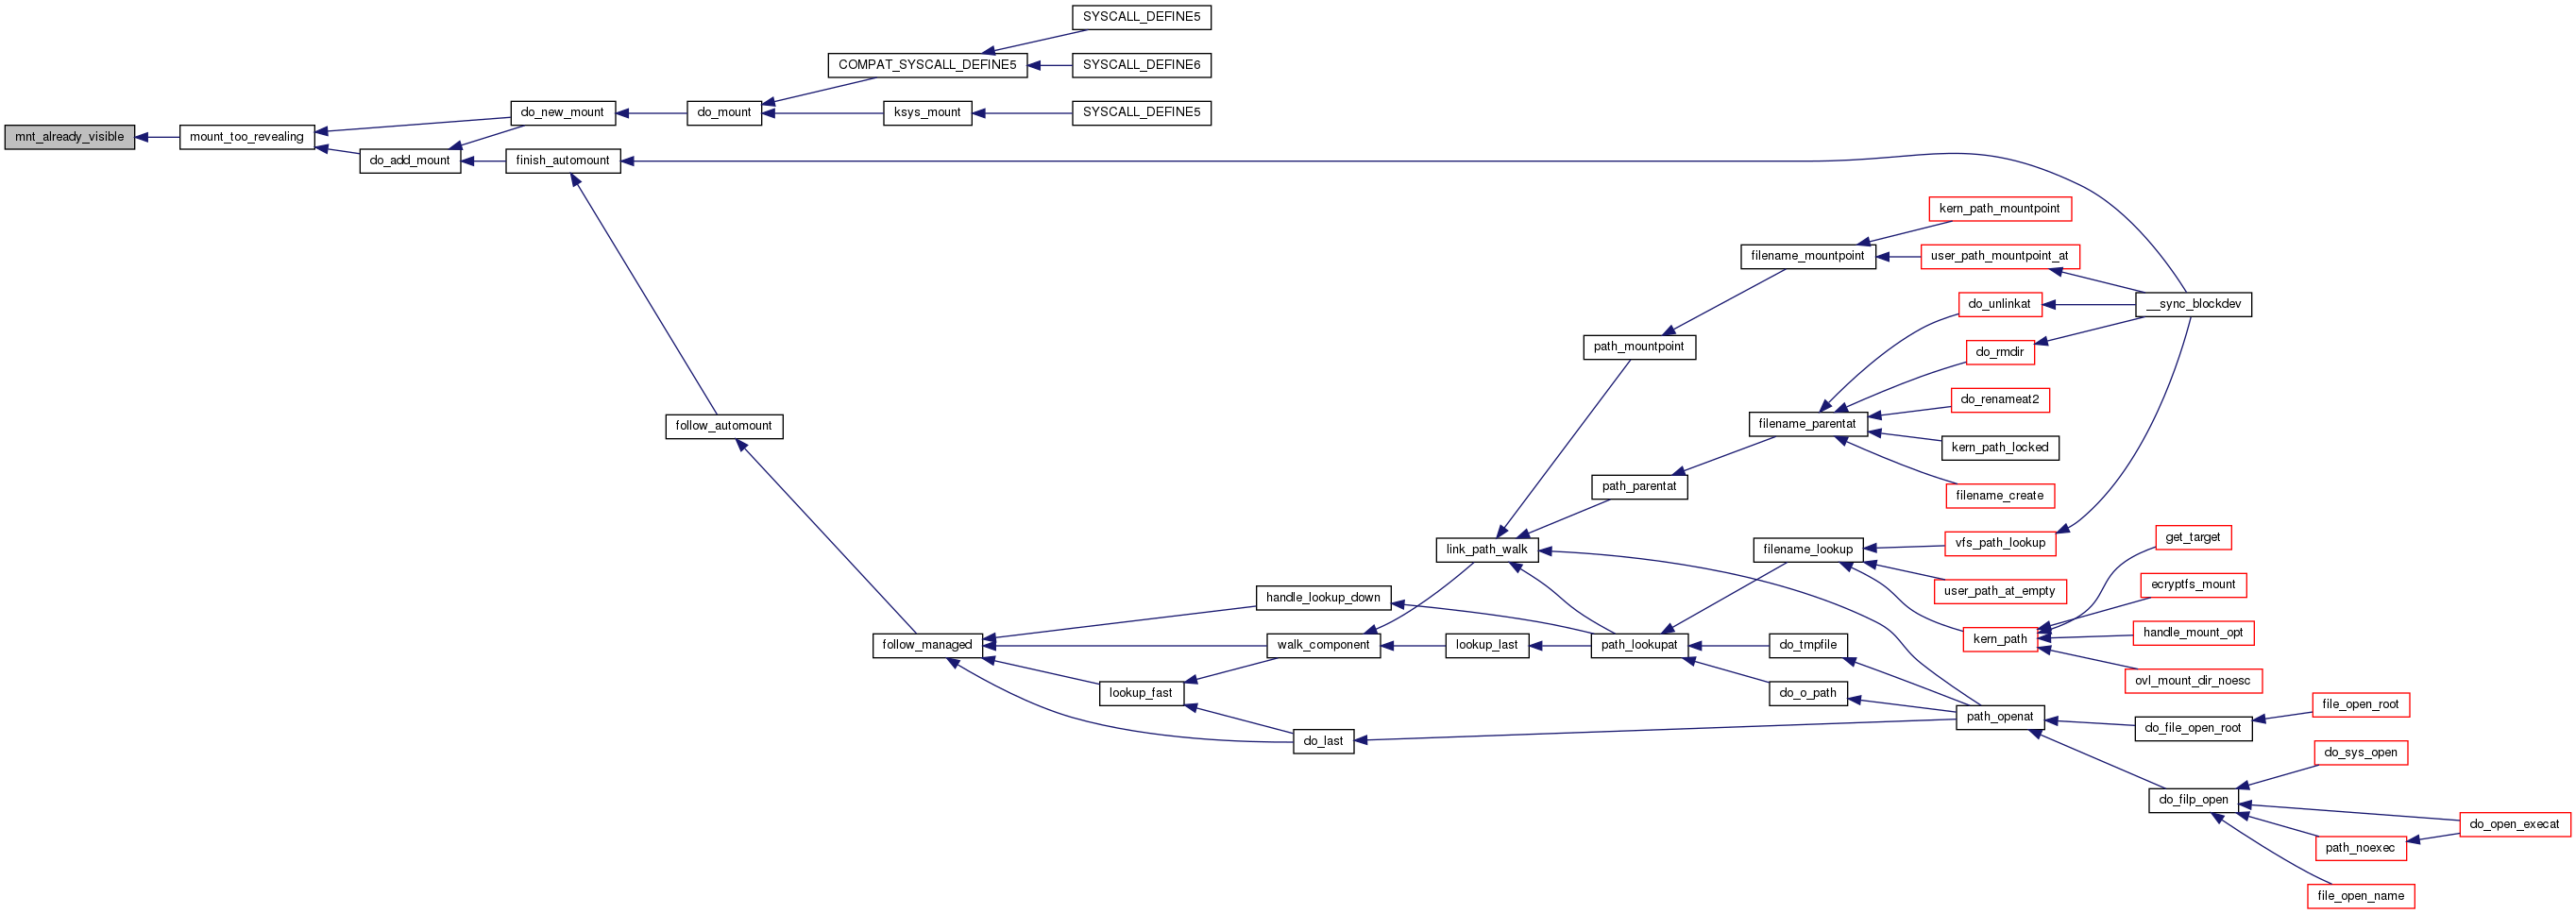 SYSCALL_DEFINE5
COMPAT_SYSCALL_DEFINE5
SYSCALL_DEFINE6
do_new_mount
do_mount
ksys_mount
SYSCALL_DEFINE5
mnt_already_visible
mount_too_revealing
do_add_mount
finish_automount
kern_path_mountpoint
filename_mountpoint
user_path_mountpoint_at
do_unlinkat
__sync_blockdev
path_mountpoint
do_rmdir
do_renameat2
follow_automount
filename_parentat
kern_path_locked
path_parentat
filename_create
link_path_walk
filename_lookup
vfs_path_lookup
get_target
handle_lookup_down
user_path_at_empty
ecryptfs_mount
follow_managed
walk_component
lookup_last
path_lookupat
do_tmpfile
kern_path
handle_mount_opt
lookup_fast
do_o_path
ovl_mount_dir_noesc
file_open_root
path_openat
do_file_open_root
do_last
do_sys_open
do_filp_open
do_open_execat
path_noexec
file_open_name